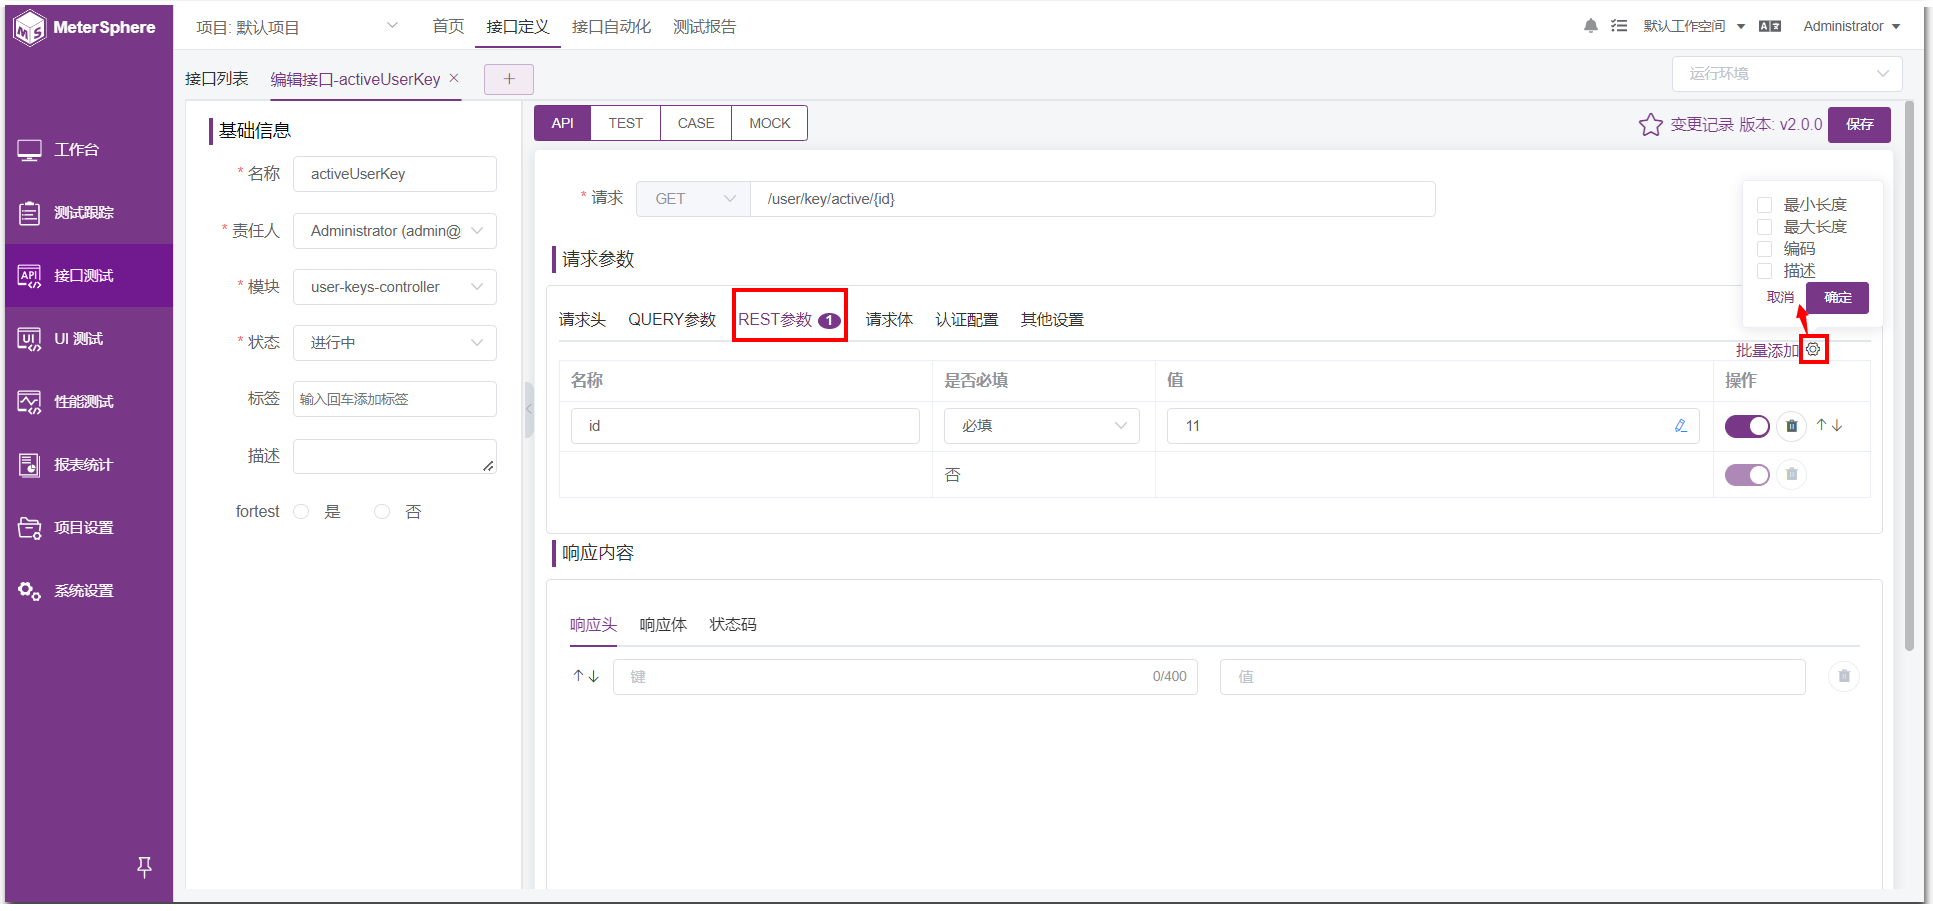 MeterSphere
项目: 默认项目
首页
接口定义
接口自动化
测试报告
默认工作空间
Administrator
接口列表
编辑接口-activeUserKey
运行环境
工作台
测试跟踪
接口测试
UI 测试
性能测试
报表统计
项目设置
系统设置
基础信息
* 名称 activeUserKey
* 责任人 Administrator (admin@
* 模块 user-keys-controller
* 状态 进行中
标签 输入回车添加标签
描述
fortest 是 否
API TEST CASE MOCK
变更记录 版本: v2.0.0 保存
* 请求 GET /user/key/active/{id}
最小长度
最大长度
编码
描述
取消 确定
请求参数
请求头 QUERY参数 REST参数 1 请求体 认证配置 其他设置
批量添加
名称 是否必填 值 操作
id 必填 11
否
响应内容
响应头 响应体 状态码
键 0/400 值